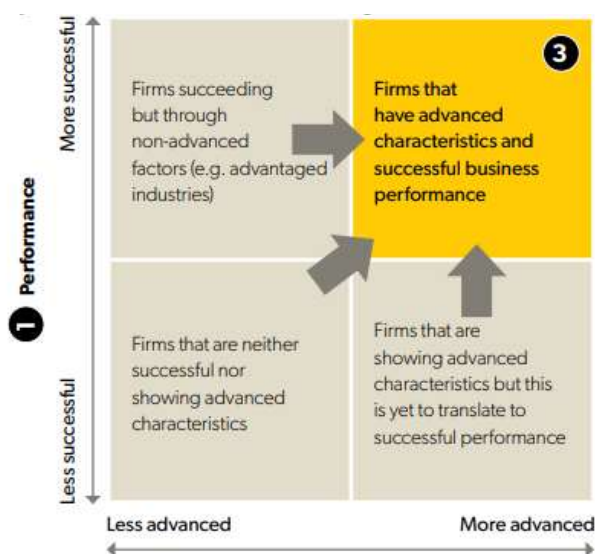 More successful
Performance
1
Less successful
Firms succeeding
but through
non-advanced
factors (e.g. advantaged
industries)
3
Firms that
have advanced
characteristics and
successful business
performance
Firms that are neither
successful nor
showing advanced
characteristics
Firms that are
showing advanced
characteristics but this
is yet to translate to
successful performance
Less advanced
More advanced